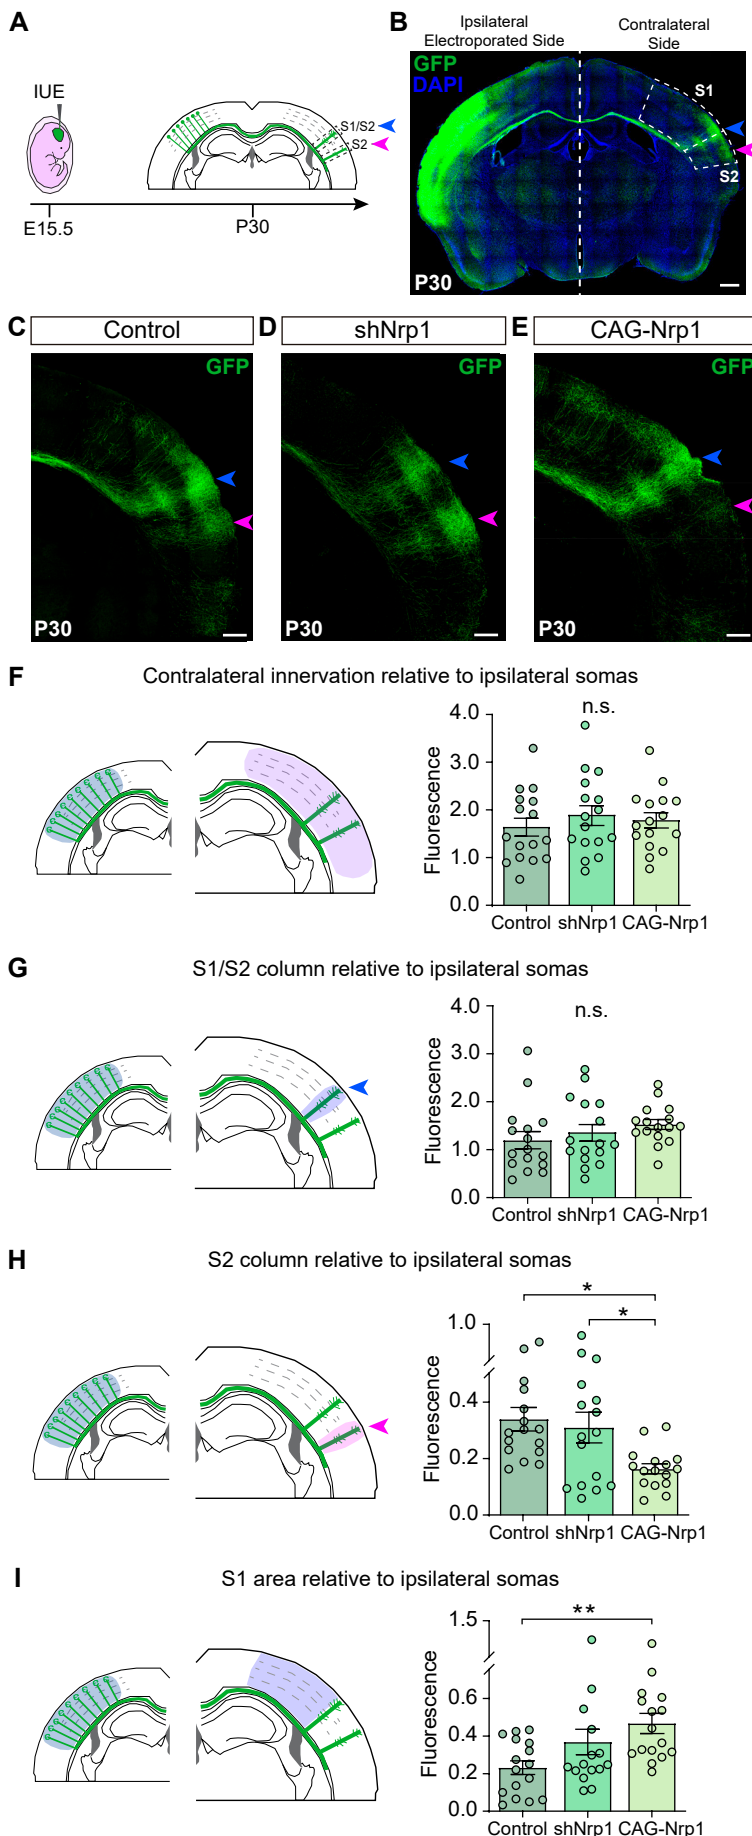 A
IUE
S1/S2
S2
E15.5
P30
B
Ipsilateral
Electroporated Side
Contralateral
Side
GFP
DAPI
S1
S2
P30
C
Control
GFP
P30
D
shNrp1
GFP
P30
E
CAG-Nrp1
GFP
P30
F
Contralateral innervation relative to ipsilateral somas
n.s.
Fluorescence
4.0
3.0
2.0
1.0
0.0
Control shNrp1 CAG-Nrp1
G
S1/S2 column relative to ipsilateral somas
n.s.
Fluorescence
4.0
3.0
2.0
1.0
0.0
Control shNrp1 CAG-Nrp1
H
S2 column relative to ipsilateral somas
*
*
Fluorescence
1.0
0.4
0.2
0.0
Control shNrp1 CAG-Nrp1
I
S1 area relative to ipsilateral somas
**
Fluorescence
1.5
0.6
0.4
0.2
0.0
Control shNrp1 CAG-Nrp1